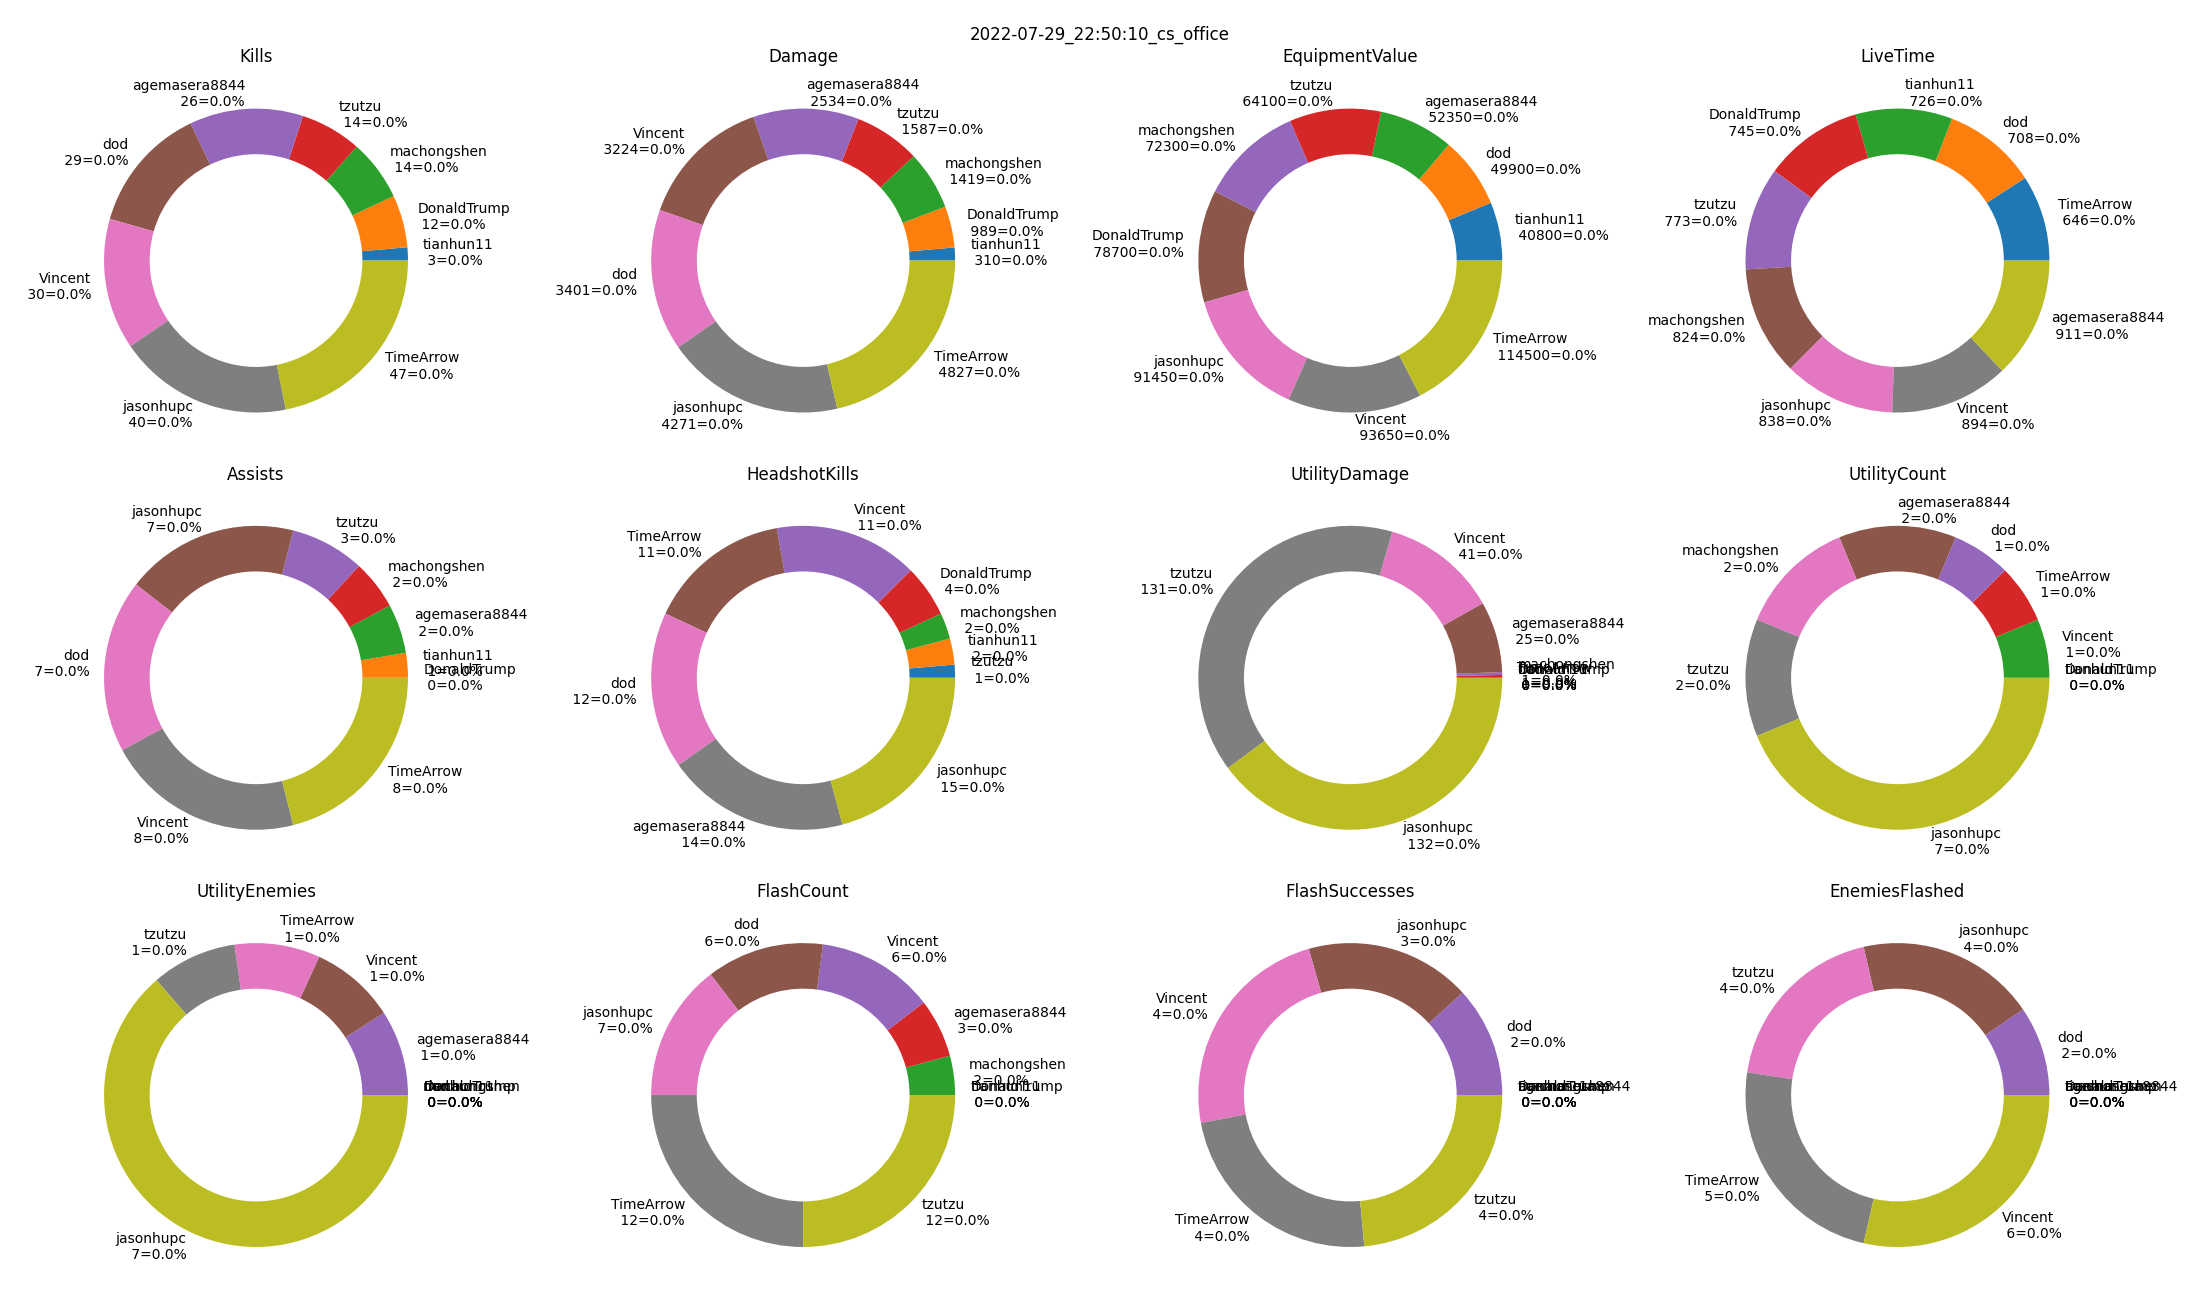 2022-07-29_22:50:10_cs_office
Kills
agemasera8844
26=0.0%
tzutzu
14=0.0%
dod
29=0.0%
machongshen
14=0.0%
DonaldTrump
12=0.0%
tianhun11
3=0.0%
Vincent
30=0.0%
TimeArrow
47=0.0%
jasonhupc
40=0.0%
Damage
agemasera8844
2534=0.0%
tzutzu
1587=0.0%
Vincent
3224=0.0%
machongshen
1419=0.0%
DonaldTrump
989=0.0%
tianhun11
310=0.0%
dod
3401=0.0%
TimeArrow
4827=0.0%
jasonhupc
4271=0.0%
EquipmentValue
tzutzu
64100=0.0%
agemasera8844
52350=0.0%
machongshen
72300=0.0%
dod
49900=0.0%
tianhun11
40800=0.0%
DonaldTrump
78700=0.0%
TimeArrow
114500=0.0%
jasonhupc
91450=0.0%
Vincent
93650=0.0%
LiveTime
tianhun11
726=0.0%
DonaldTrump
745=0.0%
dod
708=0.0%
tzutzu
773=0.0%
TimeArrow
646=0.0%
machongshen
824=0.0%
agemasera8844
911=0.0%
jasonhupc
838=0.0%
Vincent
894=0.0%
Assists
jasonhupc
7=0.0%
tzutzu
3=0.0%
machongshen
2=0.0%
agemasera8844
2=0.0%
tianhun11
1=0.0%
DonaldTrump
0=0.0%
dod
7=0.0%
TimeArrow
8=0.0%
Vincent
8=0.0%
HeadshotKills
Vincent
11=0.0%
TimeArrow
11=0.0%
DonaldTrump
4=0.0%
machongshen
2=0.0%
tianhun11
2=0.0%
tzutzu
1=0.0%
dod
12=0.0%
jasonhupc
15=0.0%
agemasera8844
14=0.0%
UtilityDamage
Vincent
41=0.0%
tzutzu
131=0.0%
agemasera8844
25=0.0%
machongshen
1=0.0%
0=0.0%
jasonhupc
132=0.0%
UtilityCount
agemasera8844
2=0.0%
dod
1=0.0%
machongshen
2=0.0%
TimeArrow
1=0.0%
Vincent
1=0.0%
tianhun11
DonaldTrump
0=0.0%
tzutzu
2=0.0%
jasonhupc
7=0.0%
UtilityEnemies
TimeArrow
1=0.0%
tzutzu
1=0.0%
Vincent
1=0.0%
agemasera8844
1=0.0%
0=0.0%
jasonhupc
7=0.0%
FlashCount
dod
6=0.0%
Vincent
6=0.0%
jasonhupc
7=0.0%
agemasera8844
3=0.0%
machongshen
2=0.0%
tianhun11
DonaldTrump
0=0.0%
TimeArrow
12=0.0%
tzutzu
12=0.0%
FlashSuccesses
jasonhupc
3=0.0%
Vincent
4=0.0%
dod
2=0.0%
0=0.0%
TimeArrow
4=0.0%
tzutzu
4=0.0%
EnemiesFlashed
jasonhupc
4=0.0%
tzutzu
4=0.0%
dod
2=0.0%
0=0.0%
TimeArrow
5=0.0%
Vincent
6=0.0%